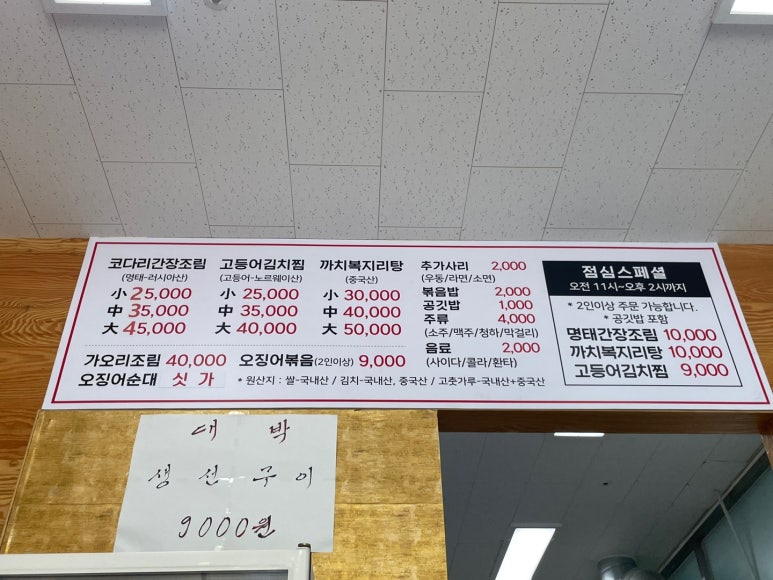 코다리간장조림
(명태-러시아산)
小 25,000
中 35,000
大 45,000
고등어김치찜
(고등어-노르웨이산)
小 25,000
中 35,000
大 40,000
까치복지리탕
(중국산)
小 30,000
中 40,000
大 50,000
가오리조림 40,000
오징어볶음(2인이상) 9,000
오징어순대 싯가
* 원산지 : 쌀-국내산 / 김치-국내산, 중국산 / 고춧가루-국내산+중국산
추가사리 2,000
(우동/라면/소면)
볶음밥 2,000
공깃밥 1,000
주류 4,000
(소주/맥주/청하/막걸리)
음료 2,000
(사이다/콜라/환타)
점심스페셜
오전 11시~오후 2시까지
* 2인이상 주문 가능합니다.
* 공깃밥 포함
명태간장조림 10,000
까치복지리탕 10,000
고등어김치찜 9,000
대박
생선구이
9000원